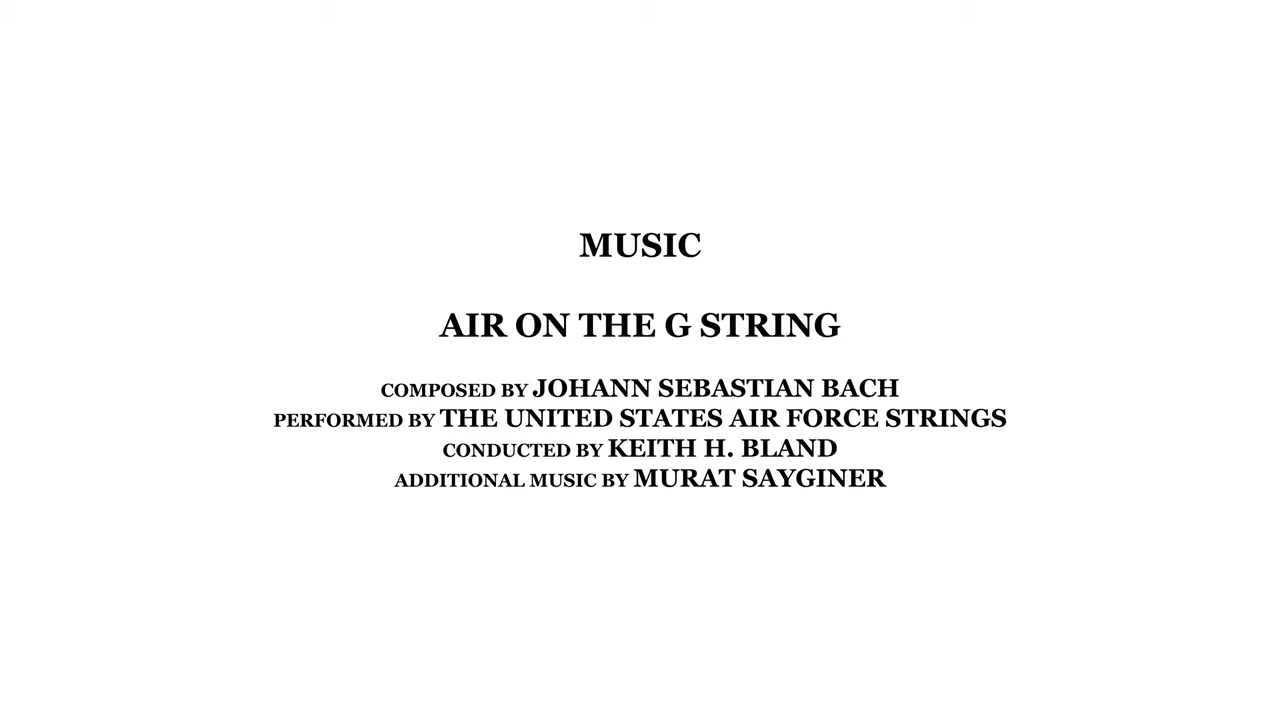 MUSIC
AIR ON THE G STRING
COMPOSED BY JOHANN SEBASTIAN BACH
PERFORMED BY THE UNITED STATES AIR FORCE STRINGS
CONDUCTED BY KEITH H. BLAND
ADDITIONAL MUSIC BY MURAT SAYGINER